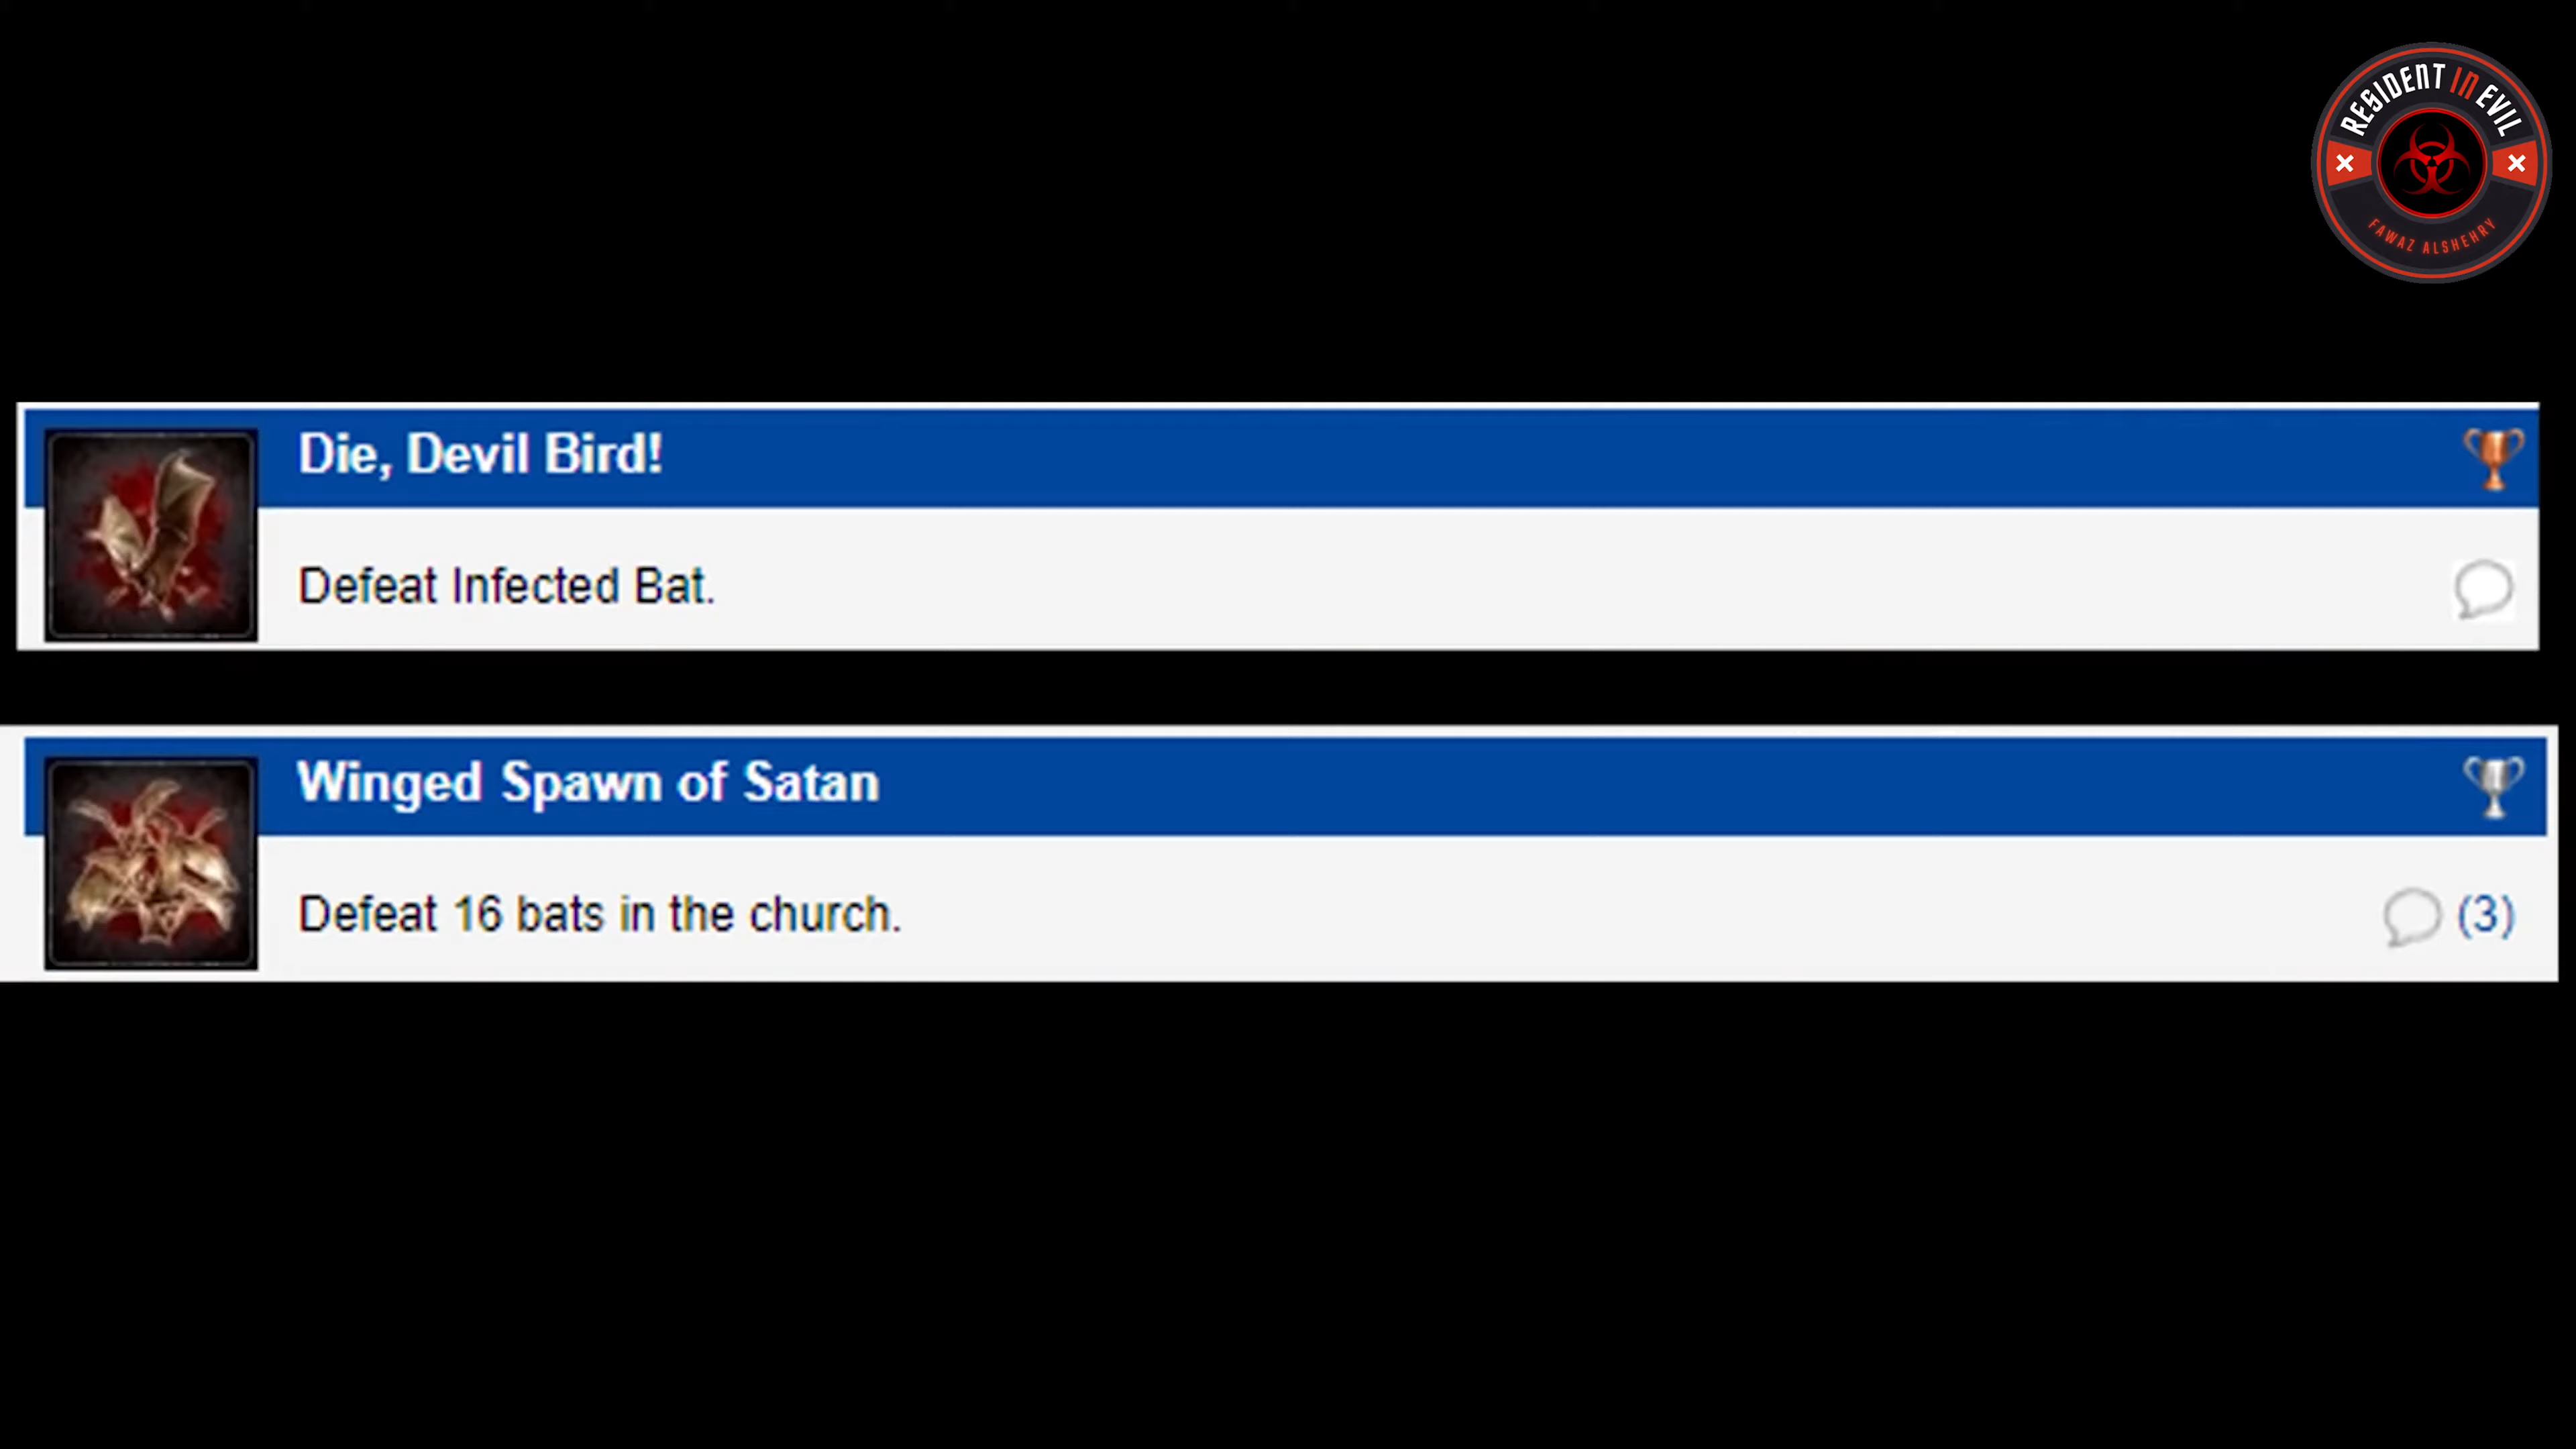 RESIDENT IN EVIL
FAWAZ ALSHEHRY
Die, Devil Bird!
Defeat Infected Bat.
Winged Spawn of Satan
Defeat 16 bats in the church.
(3)